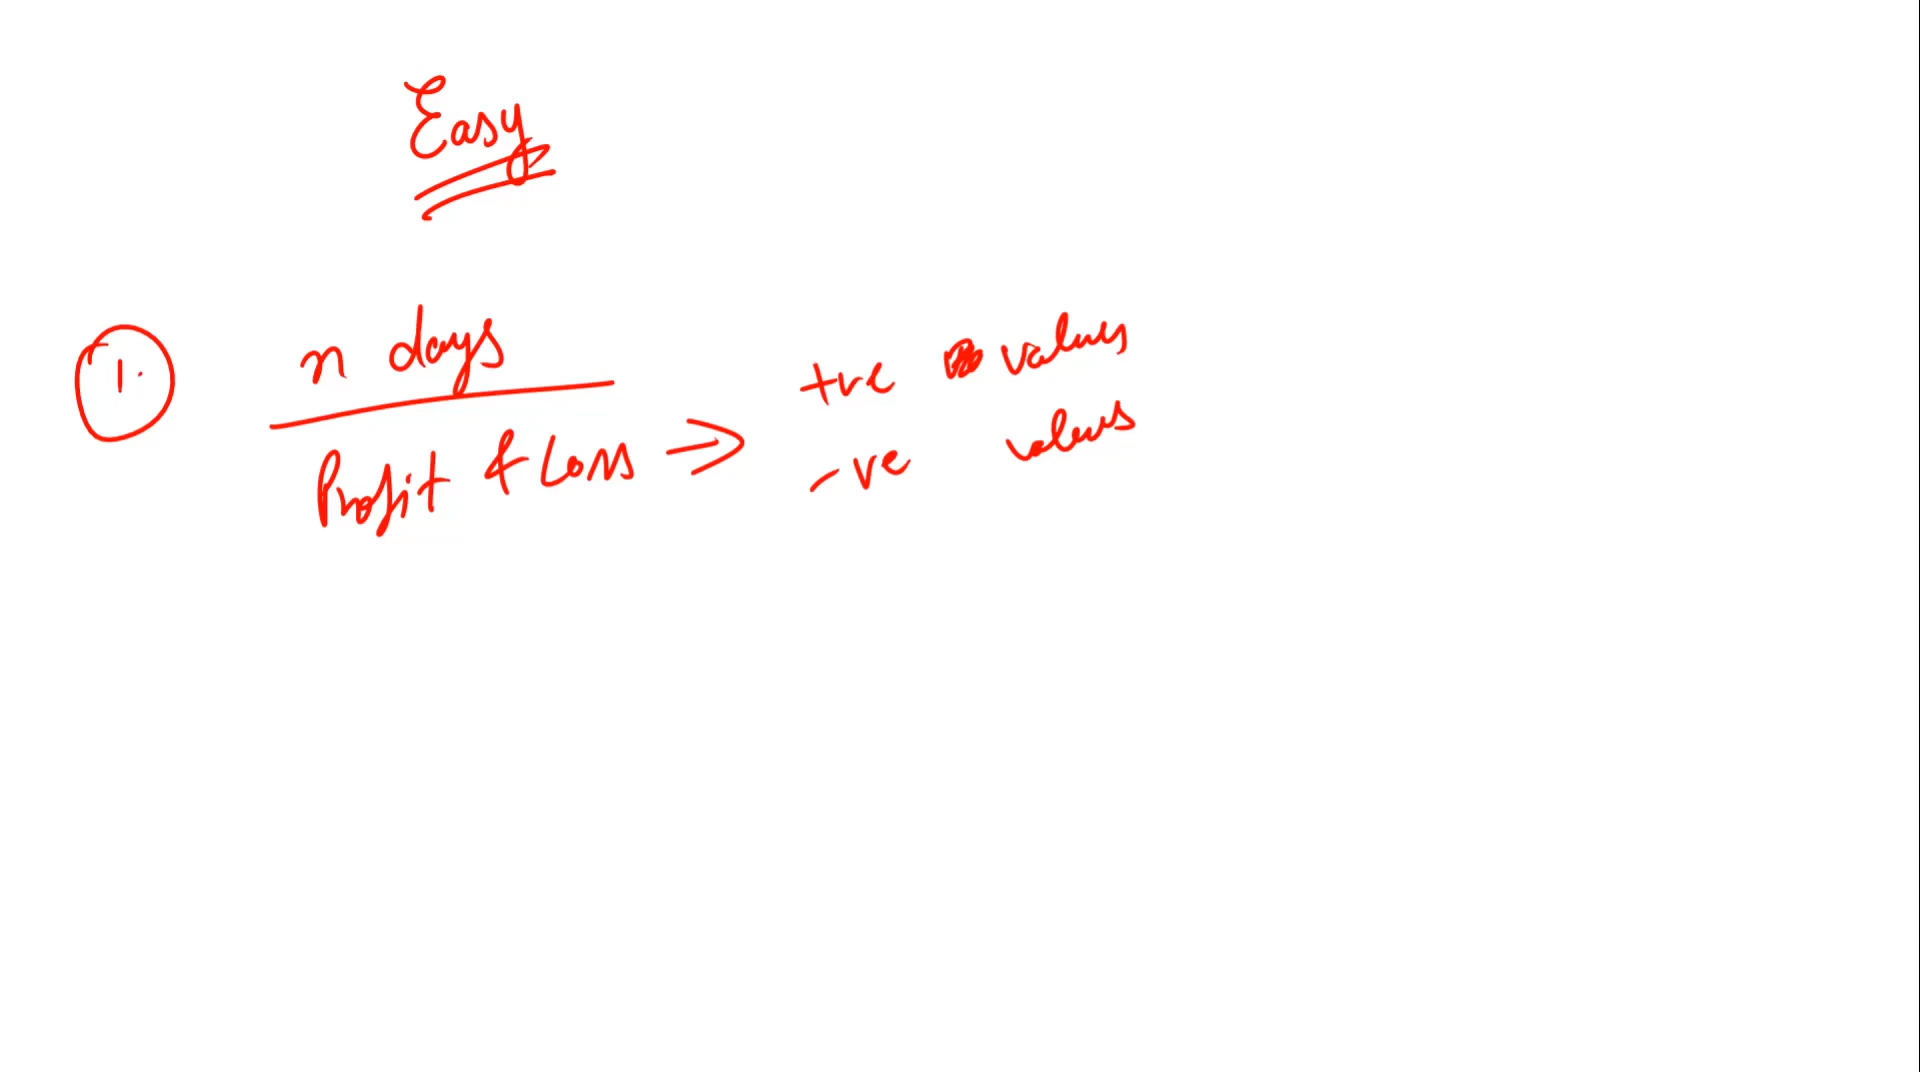 Easy
1.
n days
+ve values
Profit & Loss →
-ve values